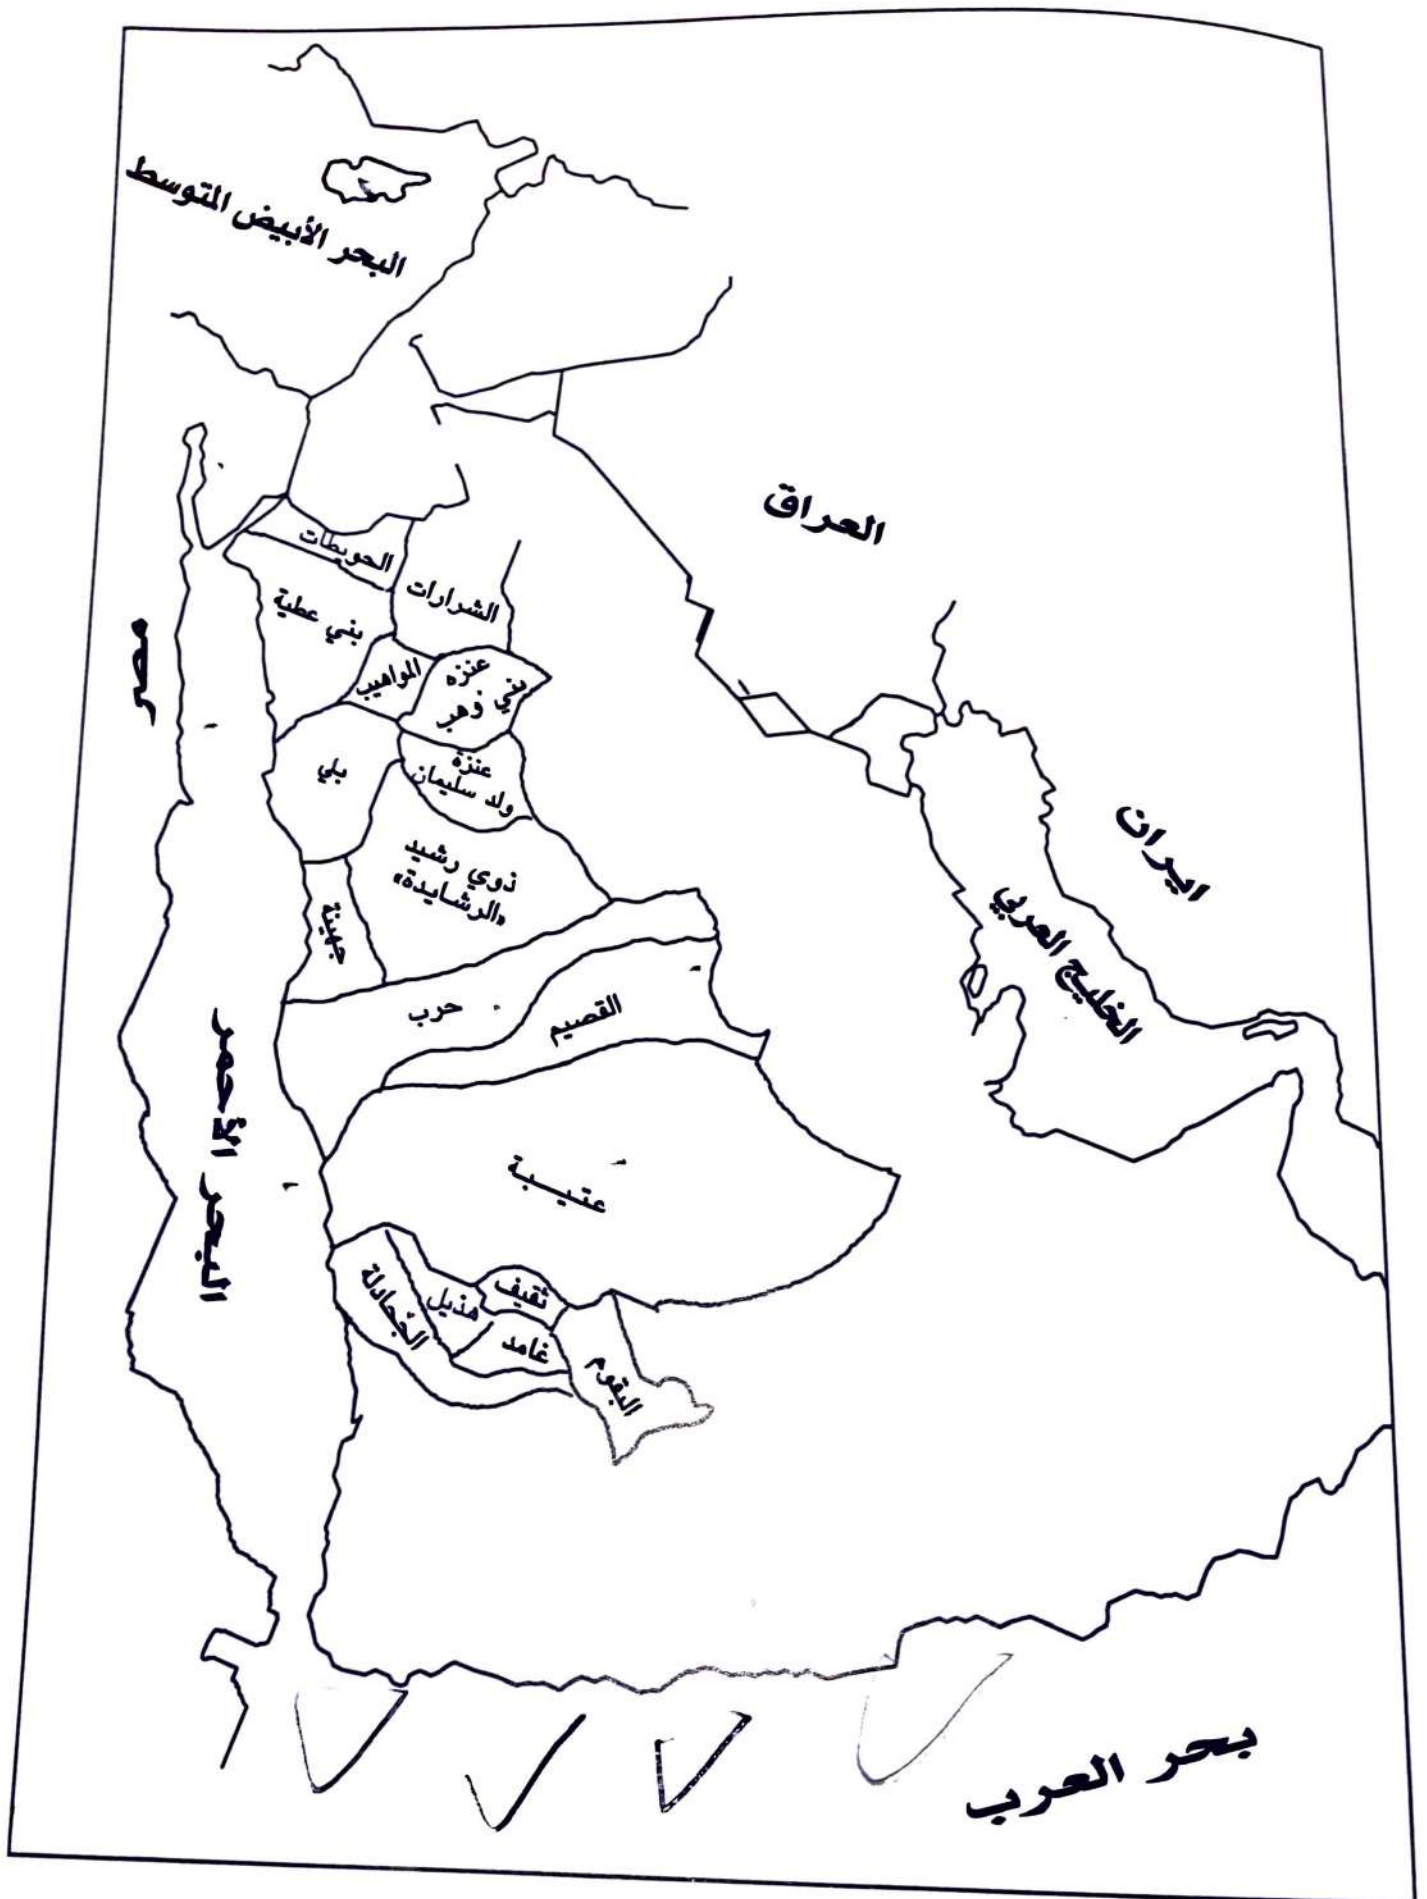 البحر الأبيض المتوسط
العراق
الحويطات
الشرارات
بني عطية
مصر
المواهيب
عنزه
بني وهب
بلي
عنزة
ولد سليمان
ايران
ذوي رشيد
«الرشايدة»
جهينة
الخليج العربي
حرب
القصيم
البحر الأحمر
عتيبة
ثقيف
هذيل
الجحادلة
غامد
البقوم
بحر العرب